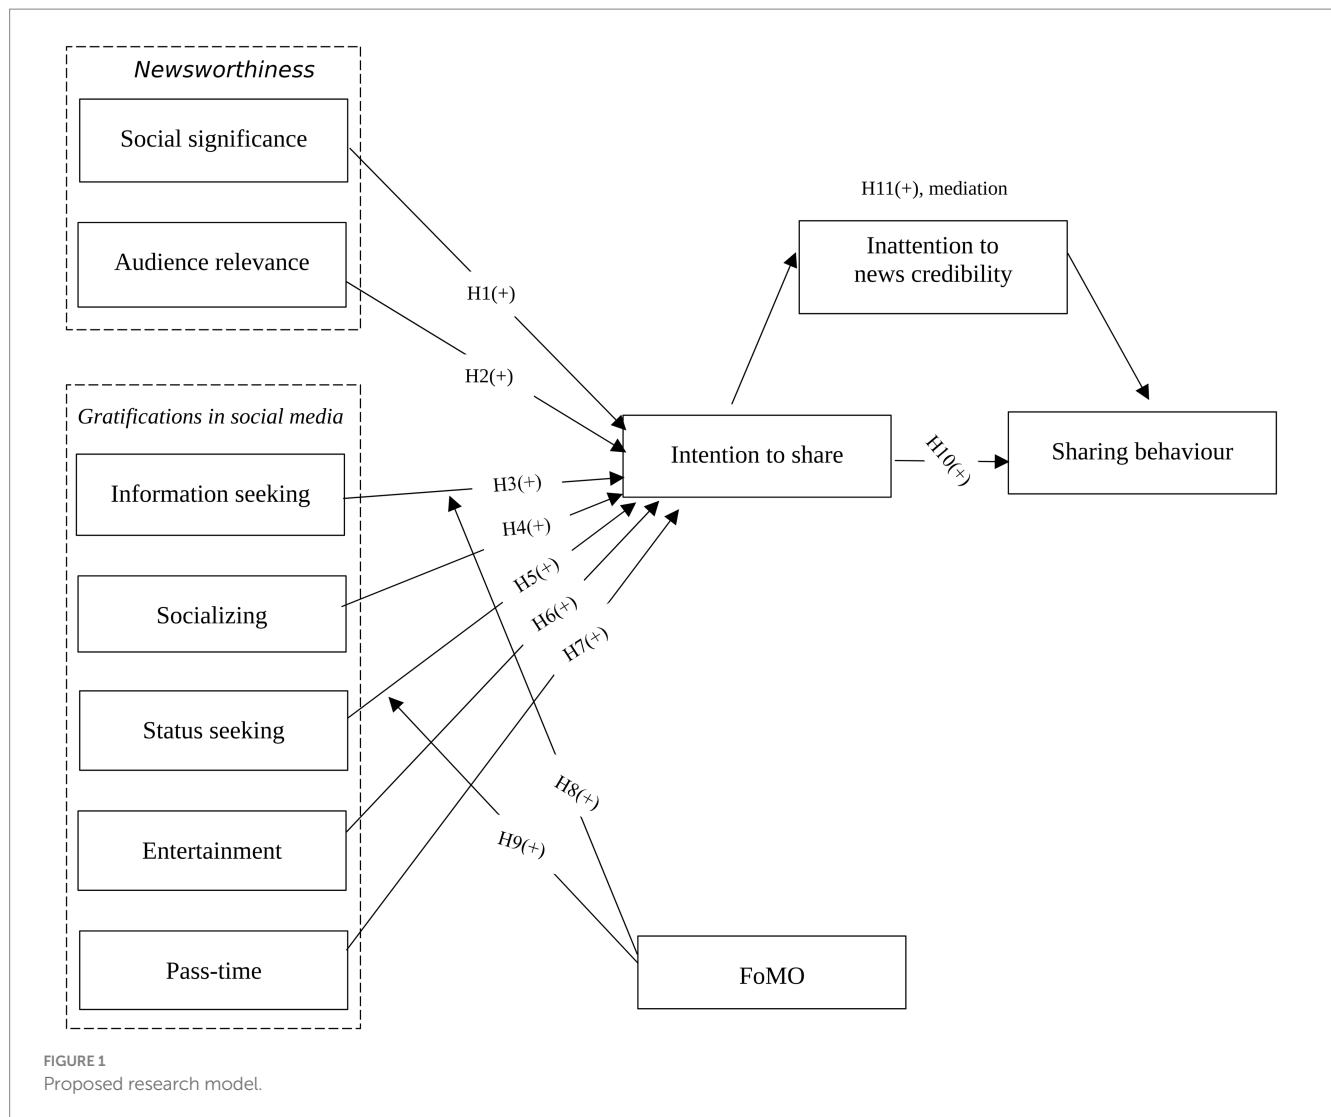 Newsworthiness
Social significance
Audience relevance
H1(+)
H2(+)
H11(+), mediation
Inattention to
news credibility
Gratifications in social media
Information seeking
Socializing
Status seeking
Entertainment
Pass-time
H3(+)
H4(+)
H5(+)
H6(+)
H7(+)
Intention to share
H10(+)
Sharing behaviour
H8(+)
H9(+)
FoMO
FIGURE 1
Proposed research model.